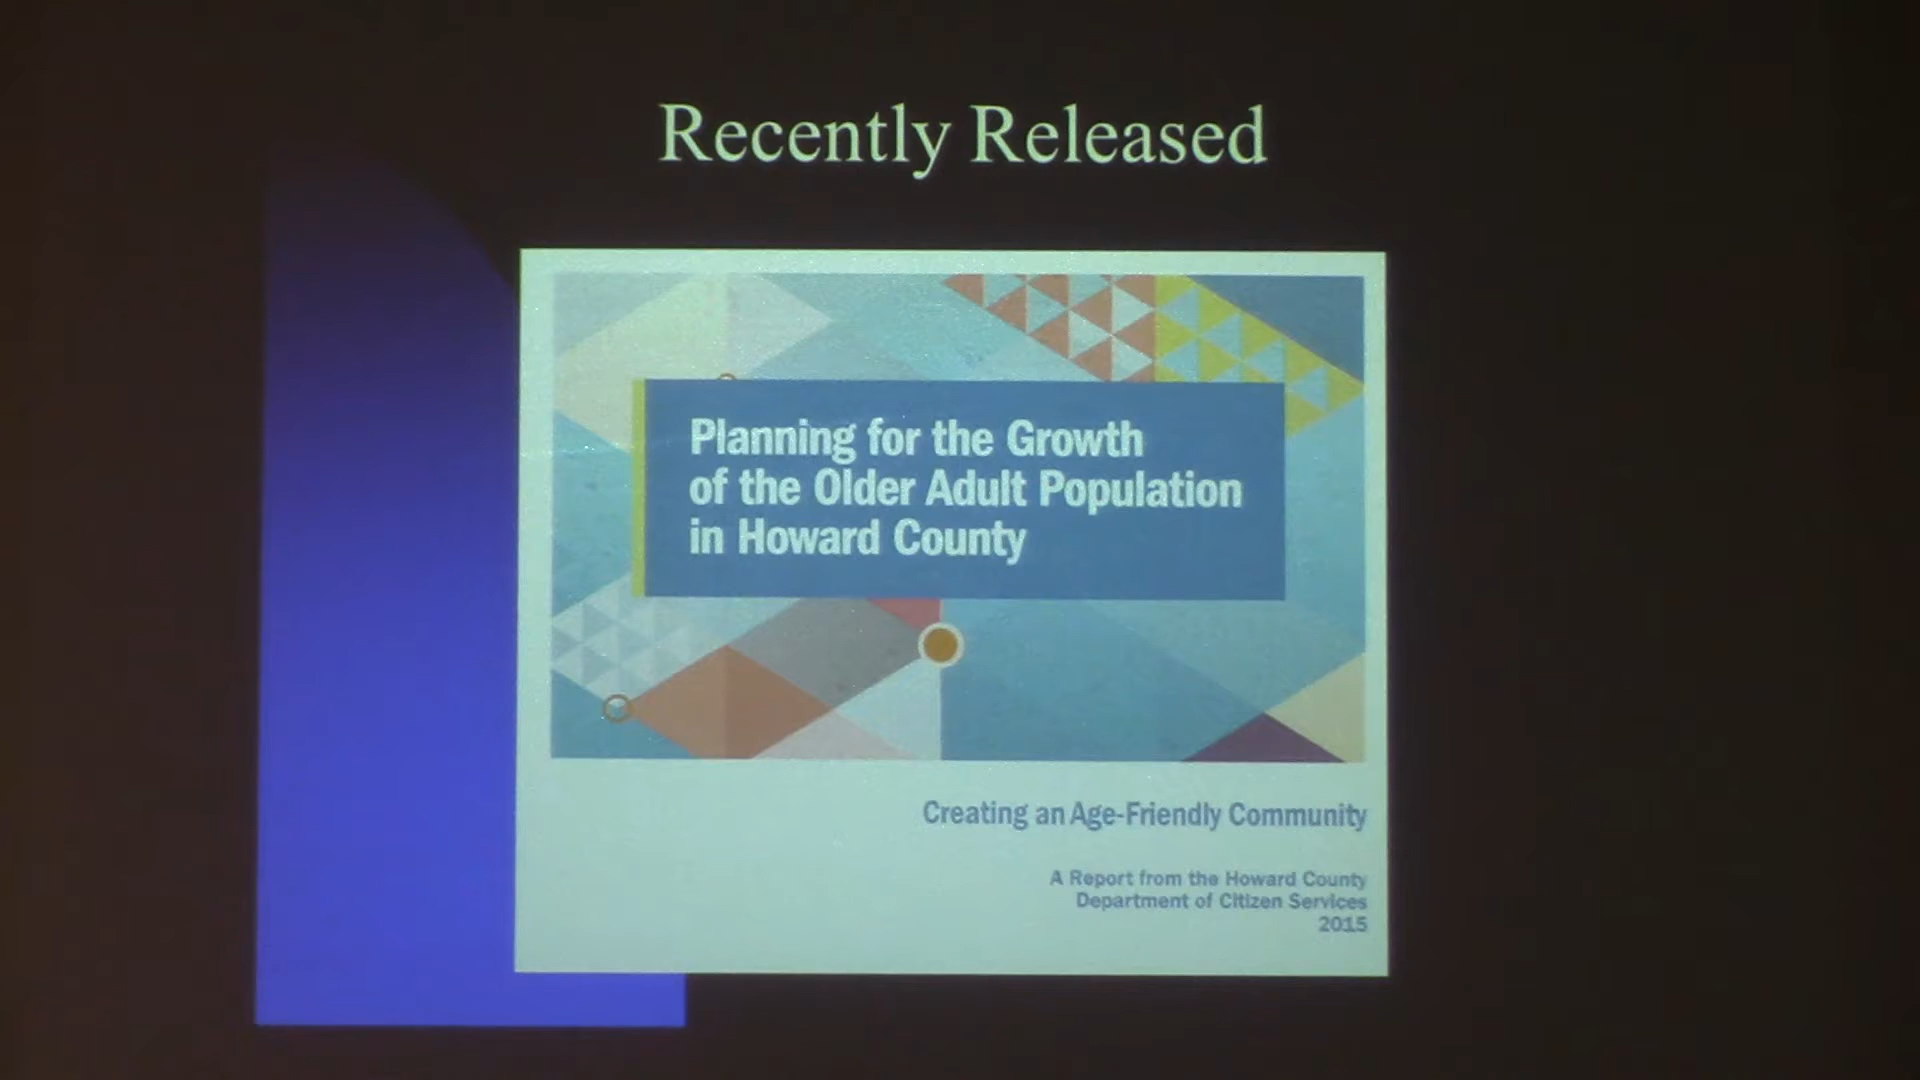 Recently Released
Planning for the Growth
of the Older Adult Population
in Howard County
Creating an Age-Friendly Community
A Report from the Howard County
Department of Citizen Services
2015